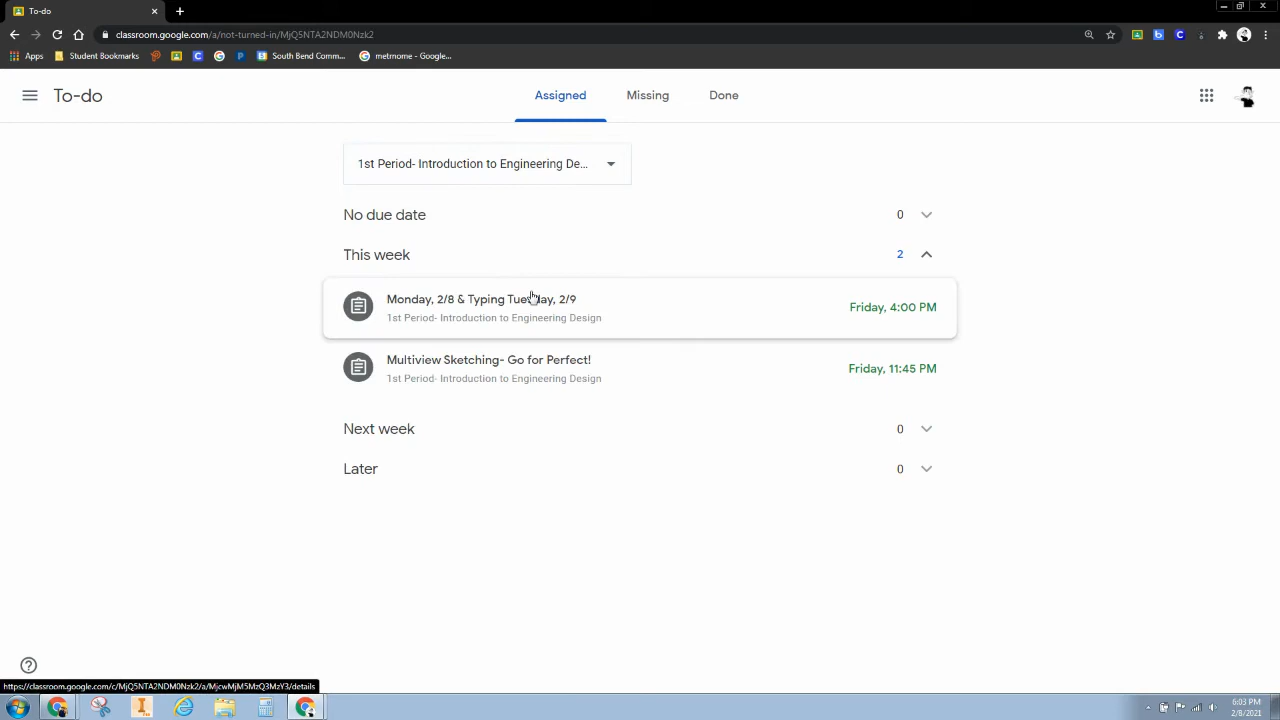 To-do
classroom.google.com/a/not-turned-in/MjQ5NTA2NDM0Nzk2
Apps
Student Bookmarks
South Bend Comm...
metrnome - Google...
To-do
Assigned
Missing
Done
1st Period- Introduction to Engineering De...
No due date
0
This week
2
Monday, 2/8 & Typing Tuesday, 2/9
1st Period- Introduction to Engineering Design
Friday, 4:00 PM
Multiview Sketching- Go for Perfect!
1st Period- Introduction to Engineering Design
Friday, 11:45 PM
Next week
0
Later
0
https://classroom.google.com/c/MjQ5NTA2NDM0Nzk2/a/MjcwMjM5MzQ3MzY3/details
6:03 PM
2/8/2021